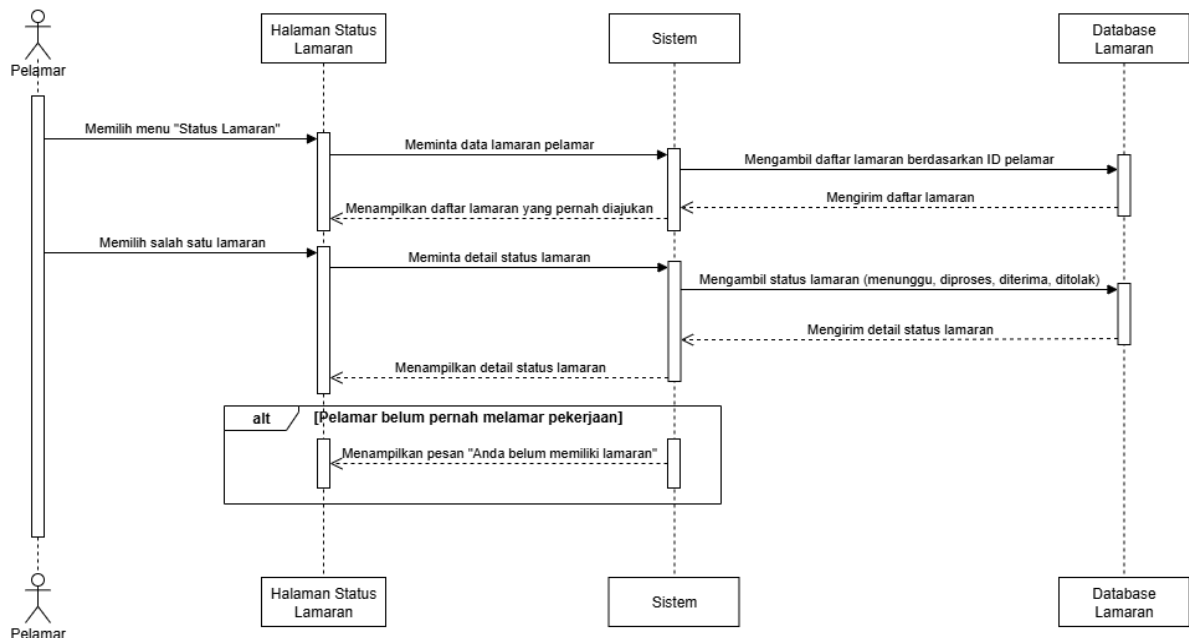 Pelamar
Halaman Status
Lamaran
Sistem
Database
Lamaran
Memilih menu "Status Lamaran"
Meminta data lamaran pelamar
Mengambil daftar lamaran berdasarkan ID pelamar
Mengirim daftar lamaran
Menampilkan daftar lamaran yang pernah diajukan
Memilih salah satu lamaran
Meminta detail status lamaran
Mengambil status lamaran (menunggu, diproses, diterima, ditolak)
Mengirim detail status lamaran
Menampilkan detail status lamaran
alt
[Pelamar belum pernah melamar pekerjaan]
Menampilkan pesan "Anda belum memiliki lamaran"
Pelamar
Halaman Status
Lamaran
Sistem
Database
Lamaran